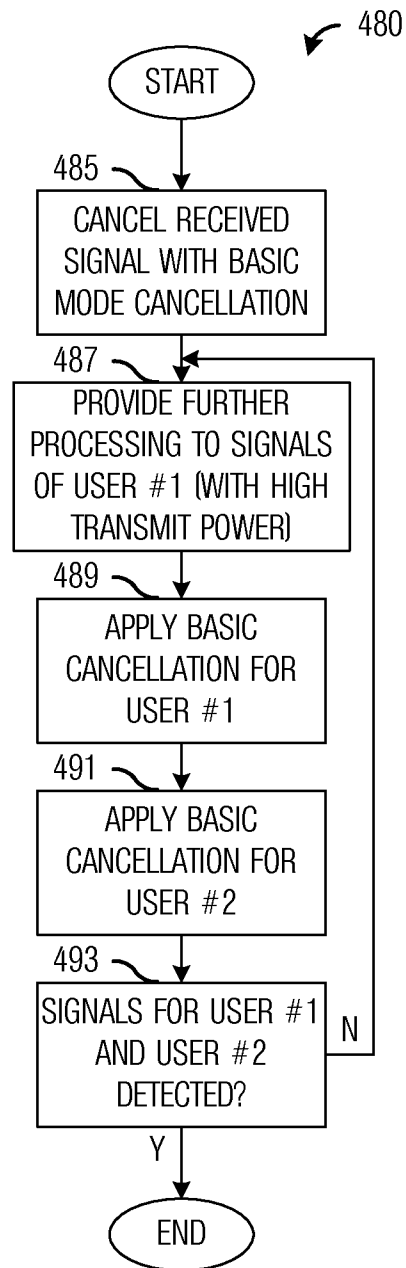 480
START
485
CANCEL RECEIVED
SIGNAL WITH BASIC
MODE CANCELLATION
487
PROVIDE FURTHER
PROCESSING TO SIGNALS
OF USER #1 (WITH HIGH
TRANSMIT POWER)
489
APPLY BASIC
CANCELLATION FOR
USER #1
491
APPLY BASIC
CANCELLATION FOR
USER #2
493
SIGNALS FOR USER #1
AND USER #2
DETECTED?
N
Y
END